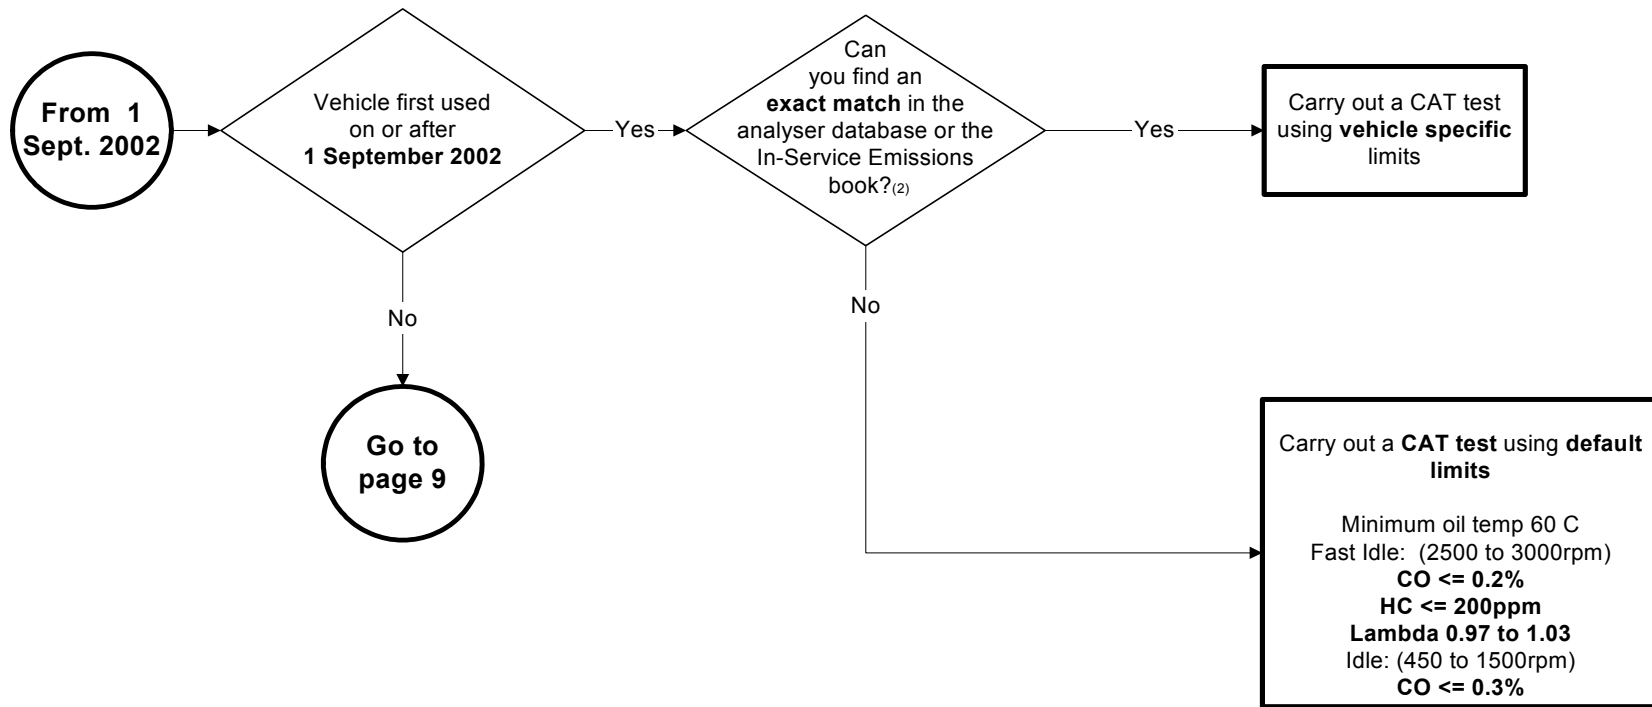 From 1
Sept. 2002
Vehicle first used
on or after
1 September 2002
Yes
No
Go to
page 9
Can
you find an
exact match in the
analyser database or the
In-Service Emissions
book?(2)
Yes
Carry out a CAT test
using vehicle specific
limits
No
Carry out a CAT test using default
limits
Minimum oil temp 60 C
Fast Idle: (2500 to 3000rpm)
CO <= 0.2%
HC <= 200ppm
Lambda 0.97 to 1.03
Idle: (450 to 1500rpm)
CO <= 0.3%